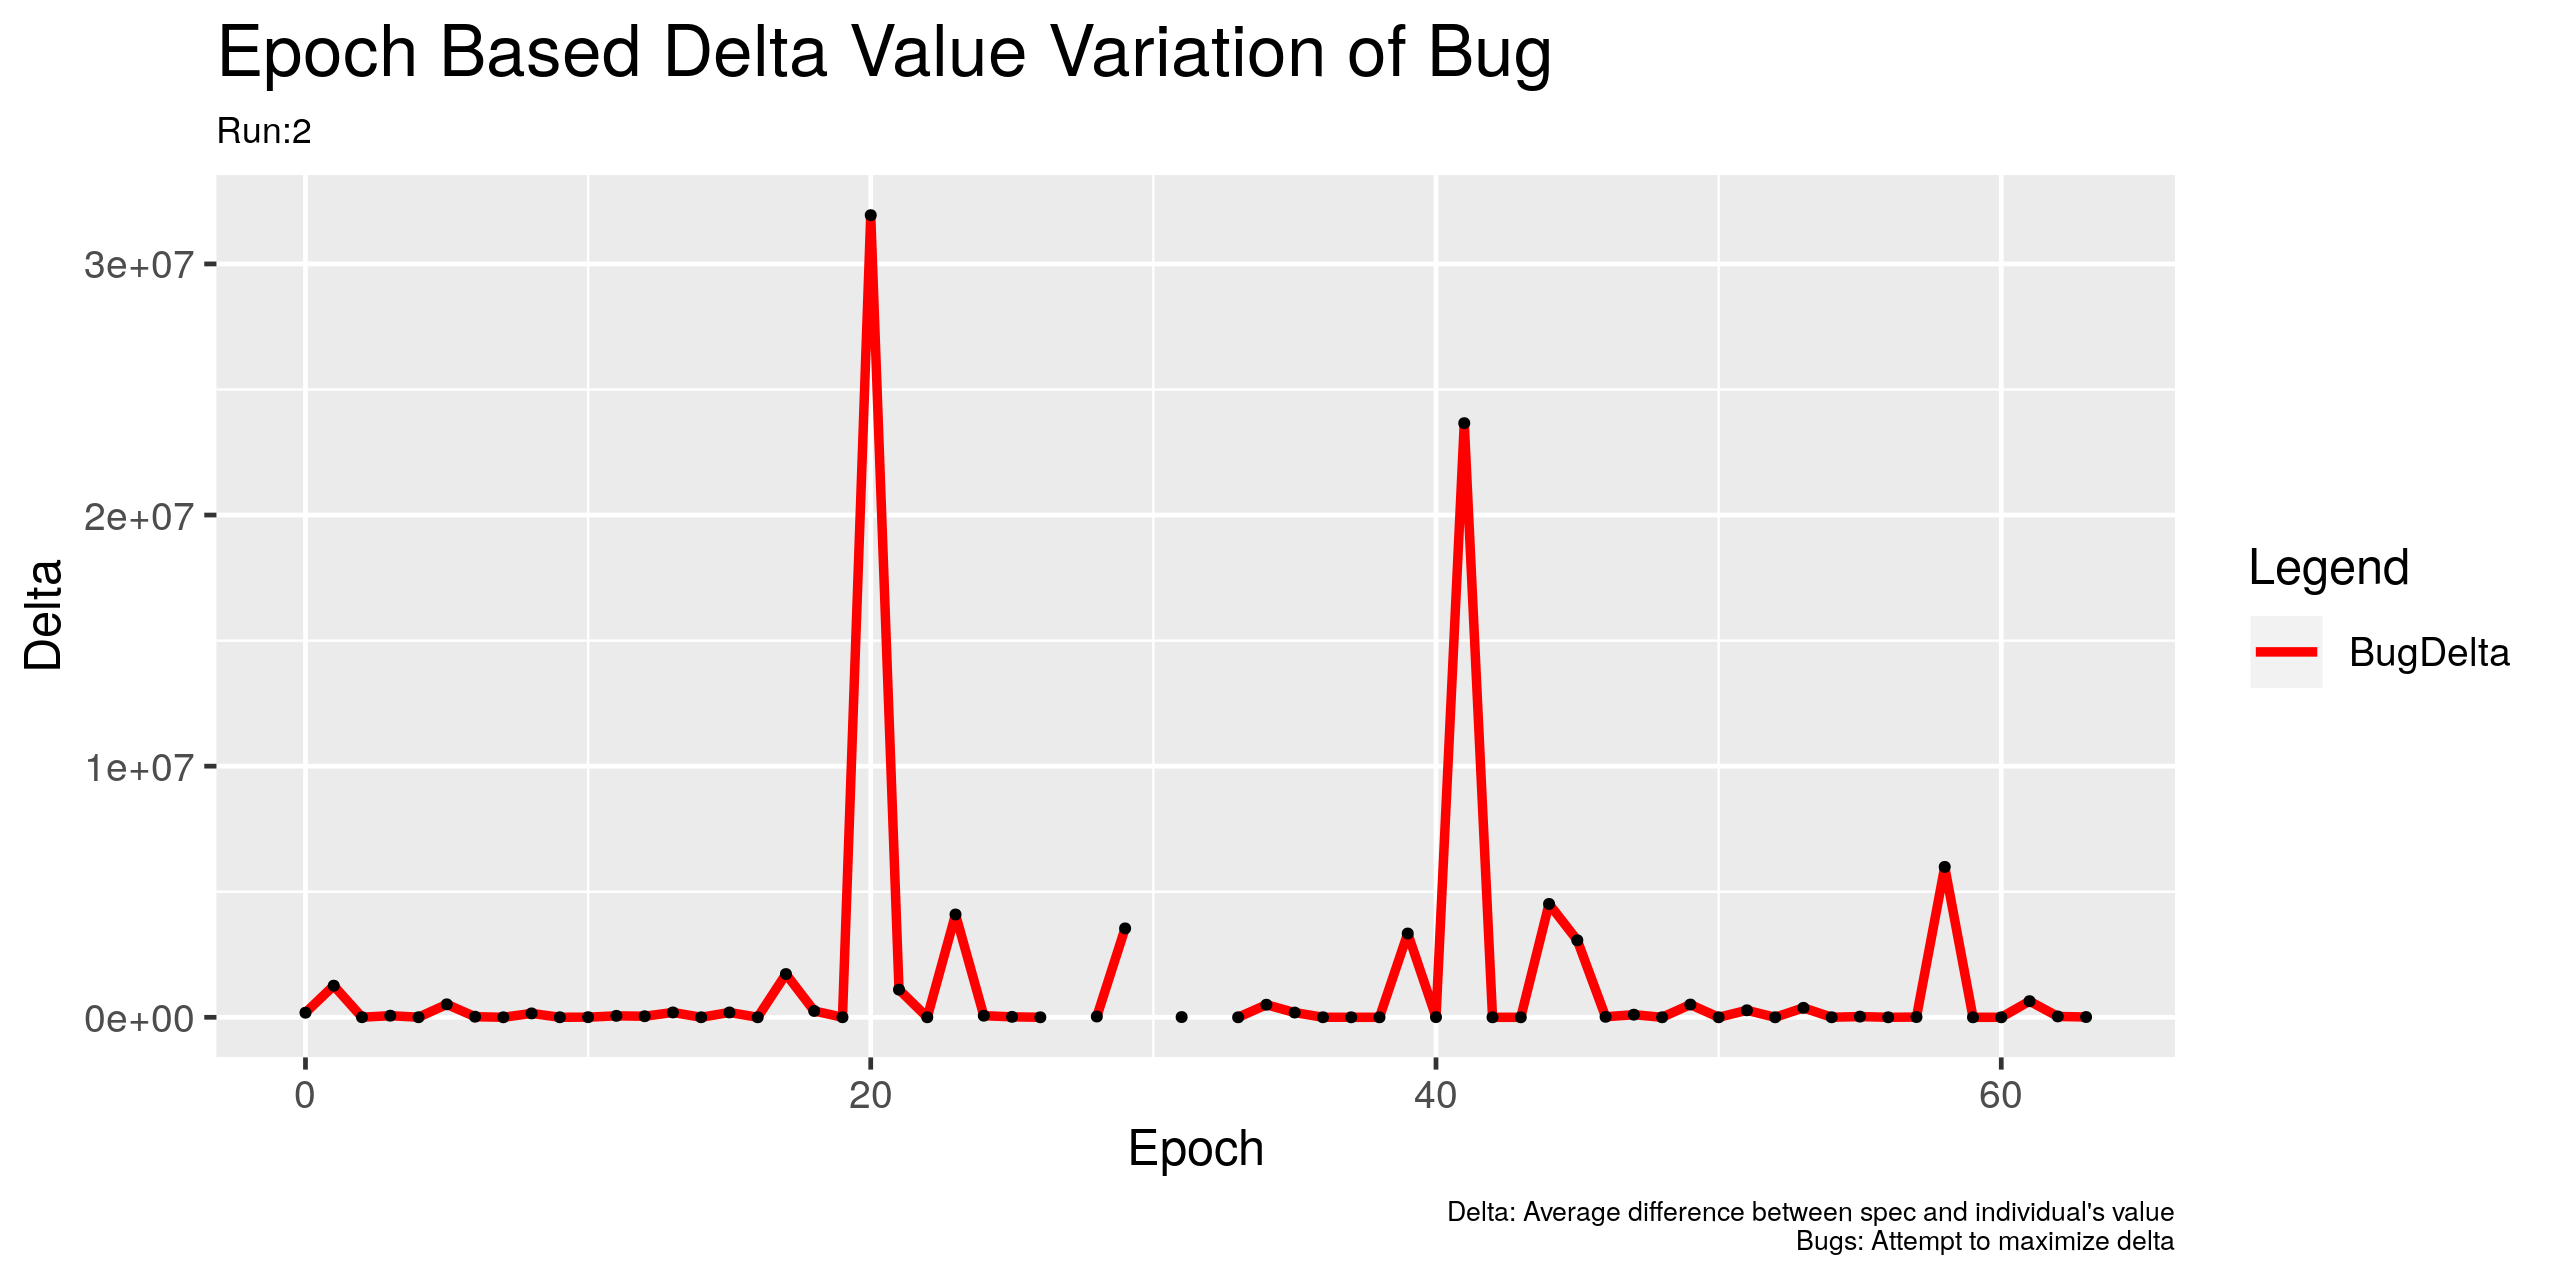 Epoch Based Delta Value Variation of Bug
Run:2
3e+07
2e+07
1e+07
0e+00
Delta
0
20
40
60
Epoch
Legend
BugDelta
Delta: Average difference between spec and individual's value
Bugs: Attempt to maximize delta